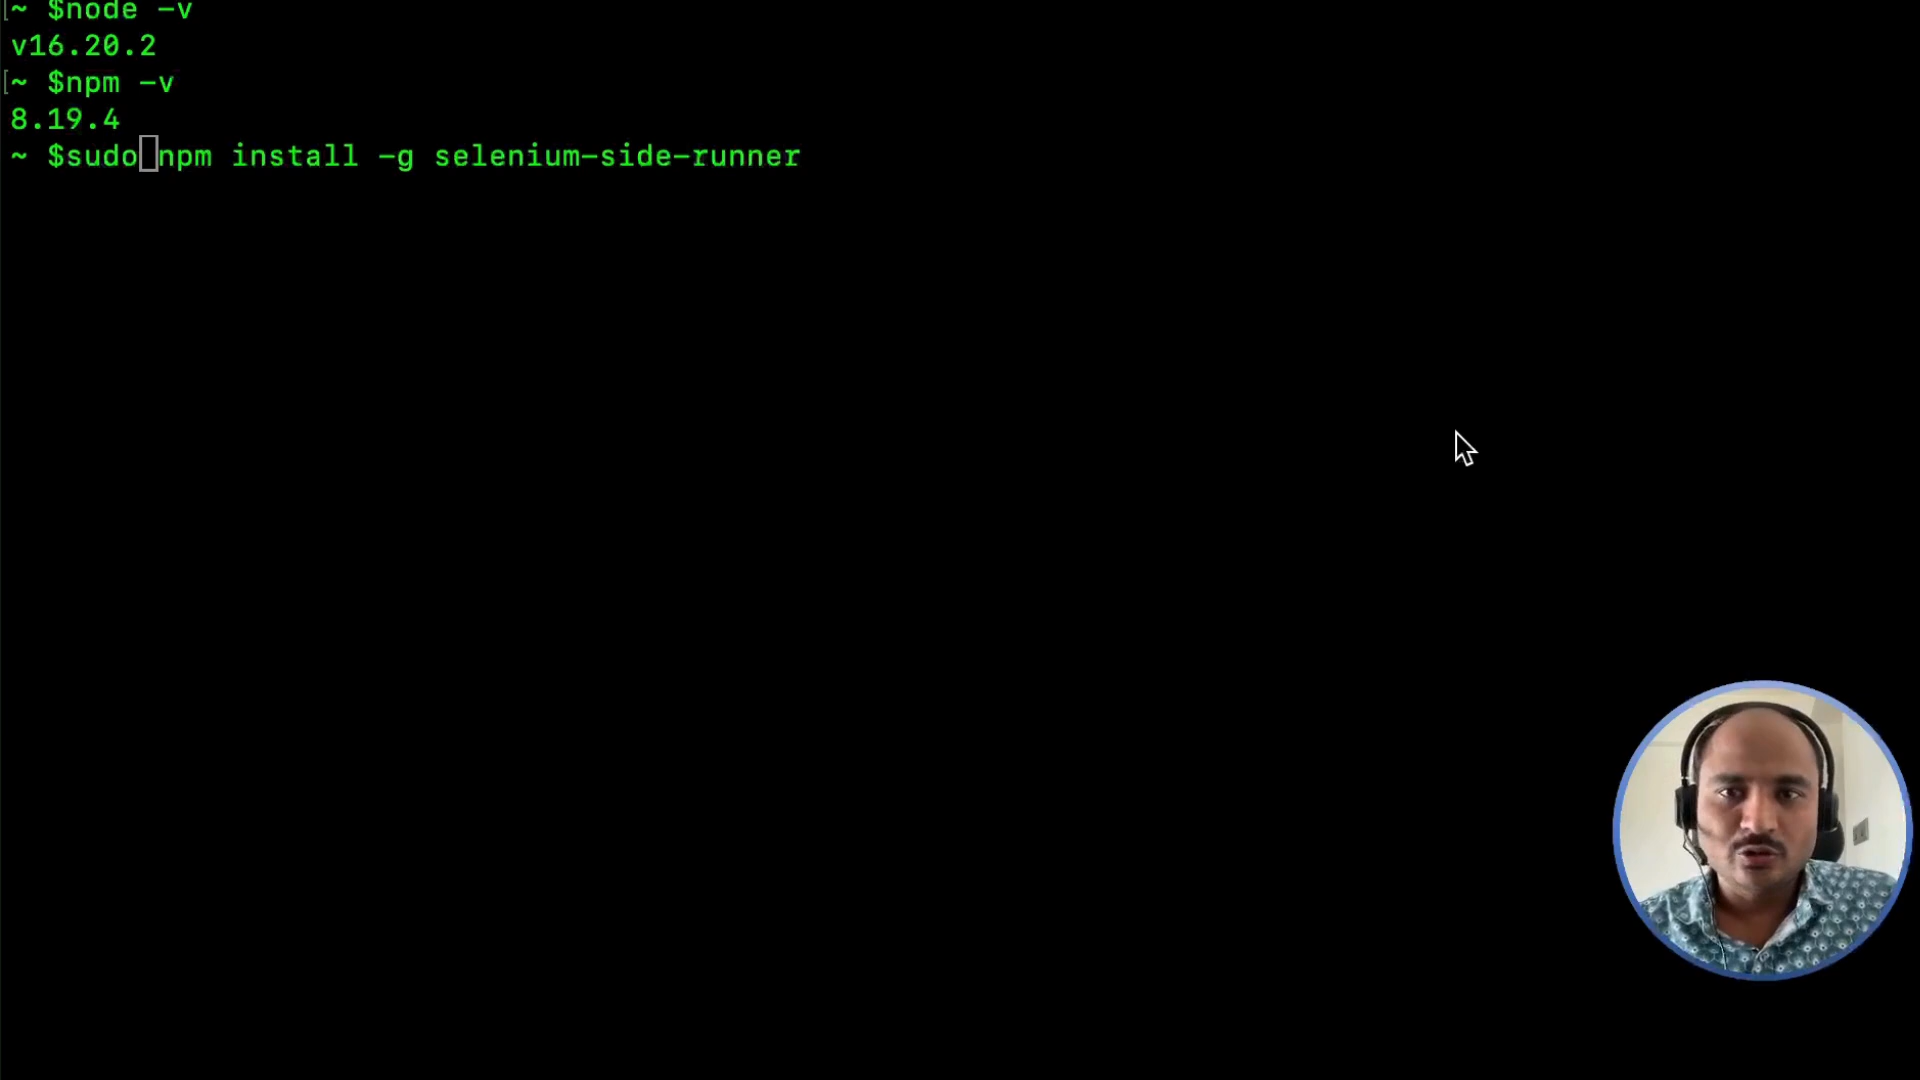 [~ $node -v
v16.20.2
[~ $npm -v
8.19.4
~ $sudo npm install -g selenium-side-runner